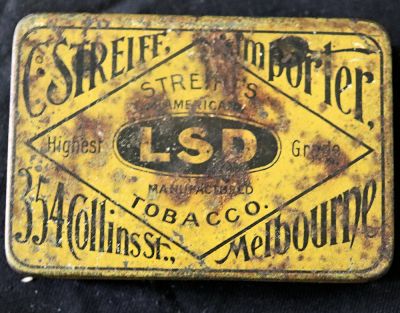 C STREIFF, Importer,
STREIFF'S
AMERICAN
Highest LSD Grade
MANUFACTURED
TOBACCO.
354 Collins St., Melbourne